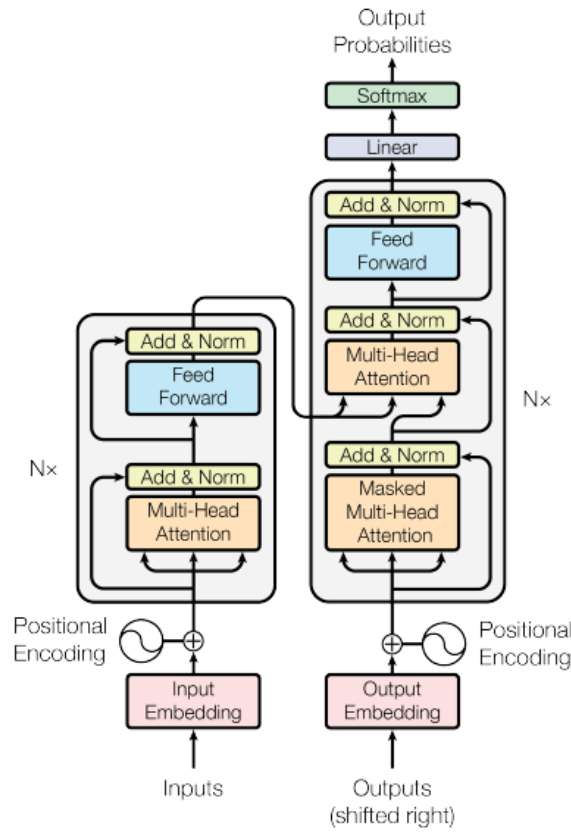 Output
Probabilities
Softmax
Linear
Add & Norm
Feed
Forward
Add & Norm
Multi-Head
Attention
Add & Norm
Masked
Multi-Head
Attention
N×
Add & Norm
Feed
Forward
Add & Norm
Multi-Head
Attention
N×
Positional
Encoding
Positional
Encoding
Input
Embedding
Output
Embedding
Inputs
Outputs
(shifted right)